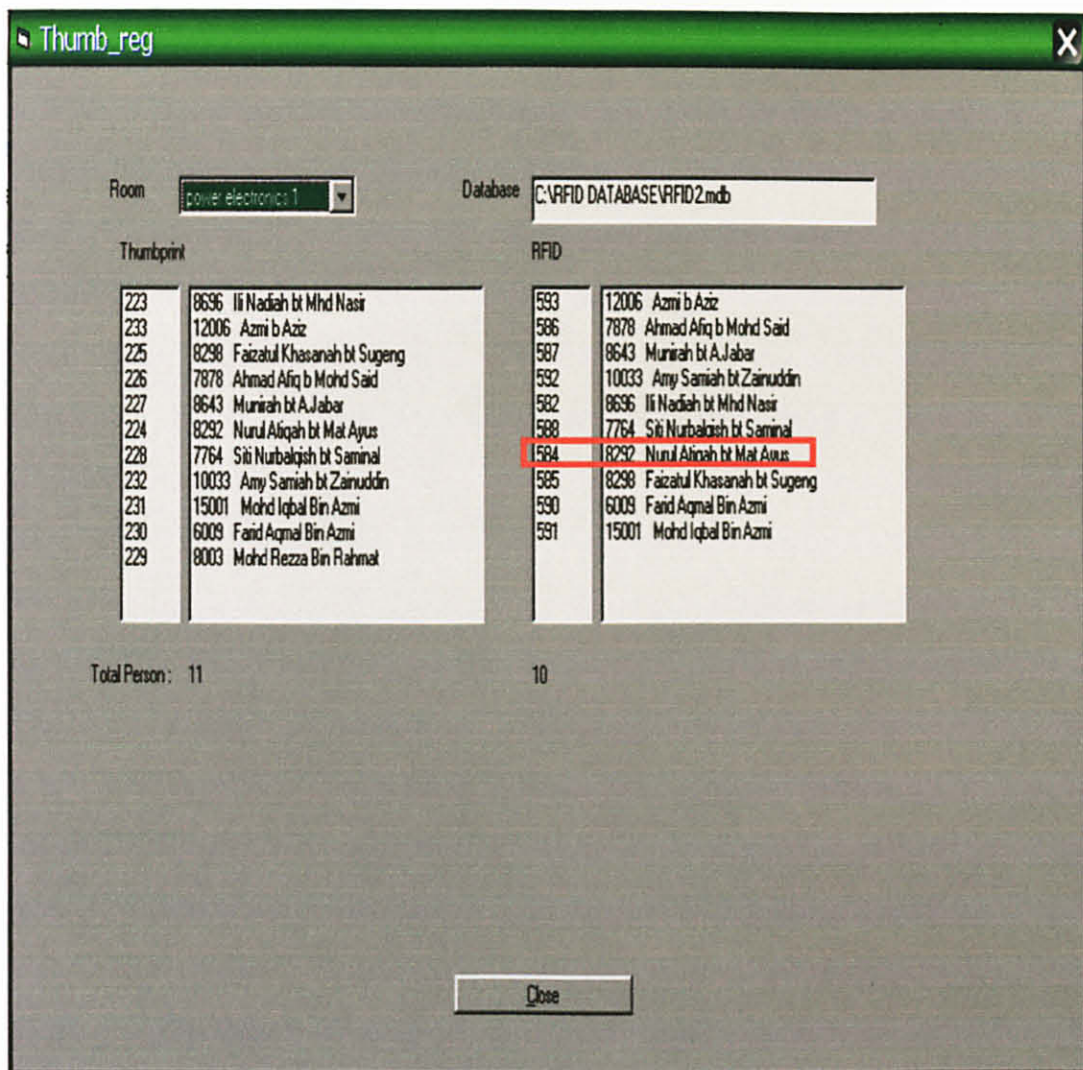 Thumb_reg
Room power electronics 1 Database C:\RFID DATABASE\RFID2.mdb
Thumbprint RFID
223 8696 Ili Nadiah bt Mhd Nasir 593 12006 Azmi b Aziz
233 12006 Azmi b Aziz 586 7878 Ahmad Afiq b Mohd Said
225 8298 Faizatul Khasanah bt Sugeng 587 8643 Munirah bt A.Jabar
226 7878 Ahmad Afiq b Mohd Said 592 10033 Amy Samiah bt Zainuddin
227 8643 Munirah bt A.Jabar 582 8696 Ili Nadiah bt Mhd Nasir
224 8292 Nurul Atiqah bt Mat Ayus 588 7764 Siti Nurbalqish bt Saminal
228 7764 Siti Nurbalqish bt Saminal 584 8292 Nurul Atiqah bt Mat Ayus
232 10033 Amy Samiah bt Zainuddin 585 8298 Faizatul Khasanah bt Sugeng
231 15001 Mohd Iqbal Bin Azmi 590 6009 Farid Aqmal Bin Azmi
230 6009 Farid Aqmal Bin Azmi 591 15001 Mohd Iqbal Bin Azmi
229 8003 Mohd Rezza Bin Rahmat
Total Person : 11 10
Close